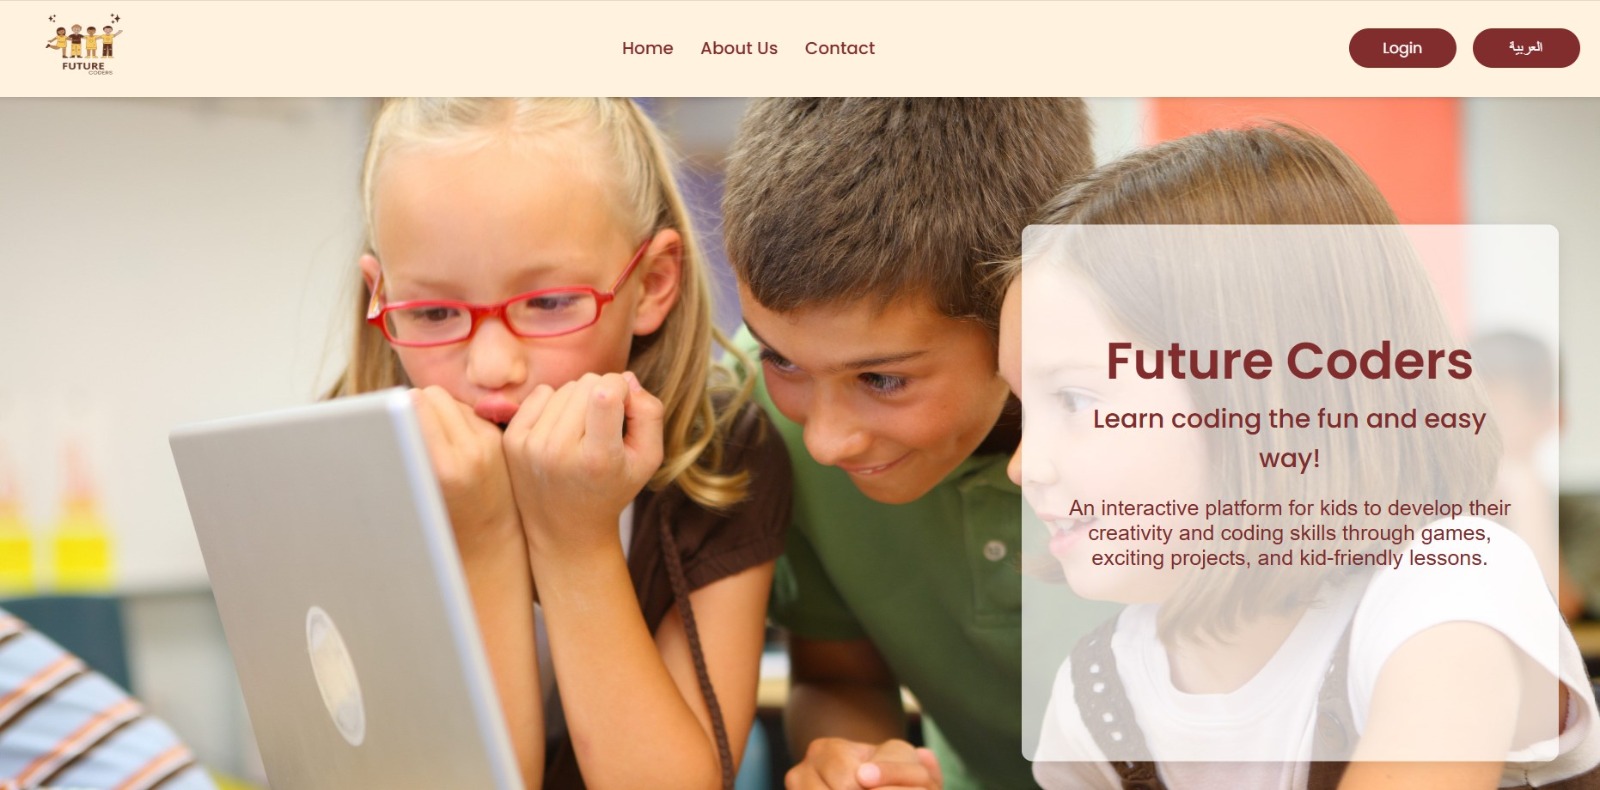 FUTURE
CODERS
Home
About Us
Contact
Login
العربية
Future Coders
Learn coding the fun and easy
way!
An interactive platform for kids to develop their
creativity and coding skills through games,
exciting projects, and kid-friendly lessons.